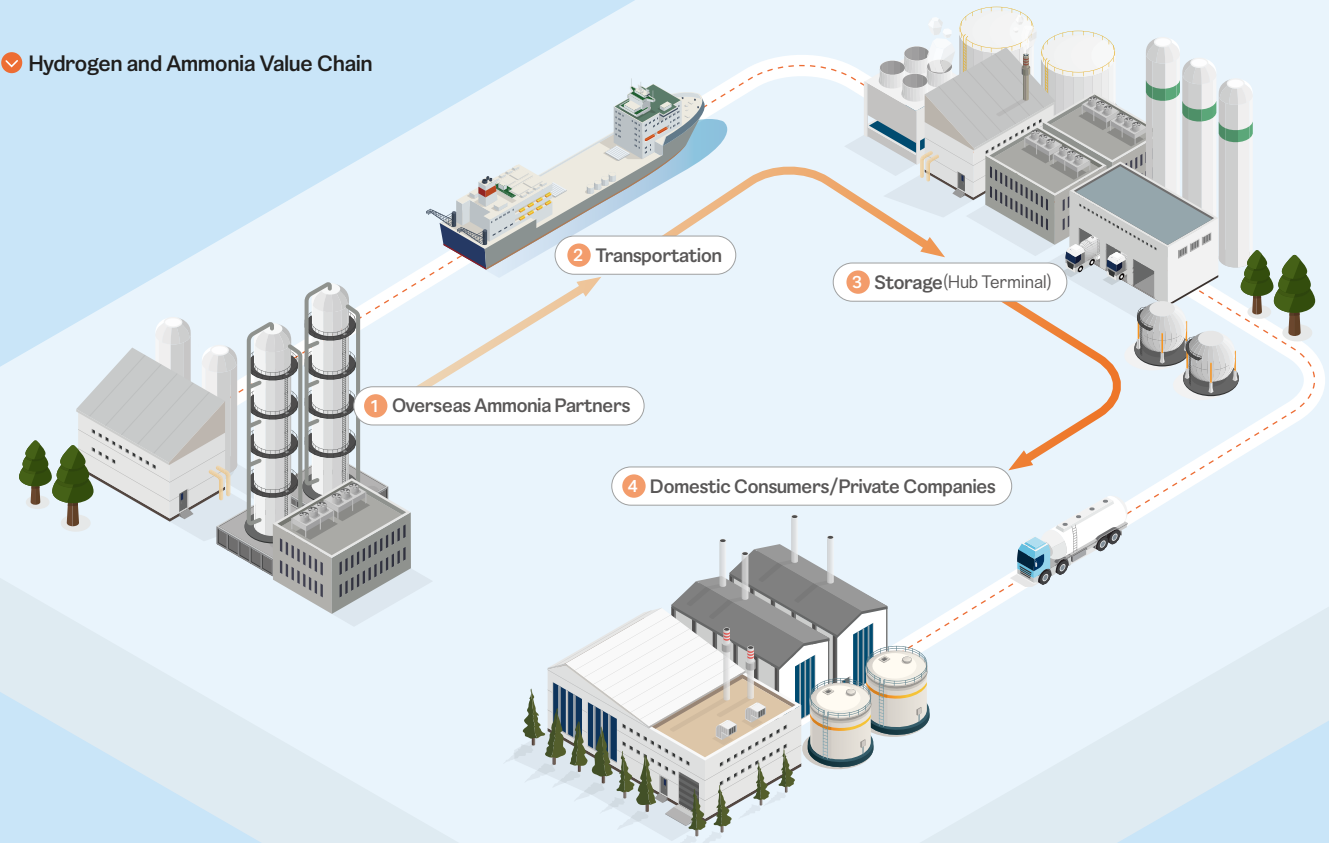 Hydrogen and Ammonia Value Chain
2 Transportation
3 Storage(Hub Terminal)
1 Overseas Ammonia Partners
4 Domestic Consumers/Private Companies